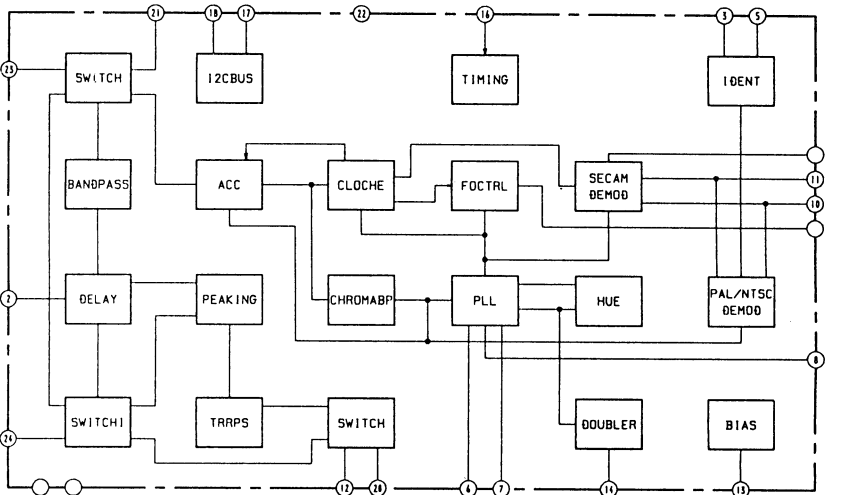 21
18
17
22
16
3
5
23
SWITCH
I2CBUS
TIMING
IDENT
BANDPASS
ACC
CLOCHE
FOCTRL
SECAM
DEMOD
11
10
2
DELAY
PEAKING
CHROMABP
PLL
HUE
PAL/NTSC
DEMOD
8
24
SWITCH1
TRRPS
SWITCH
DOUBLER
BIAS
12
20
6
7
14